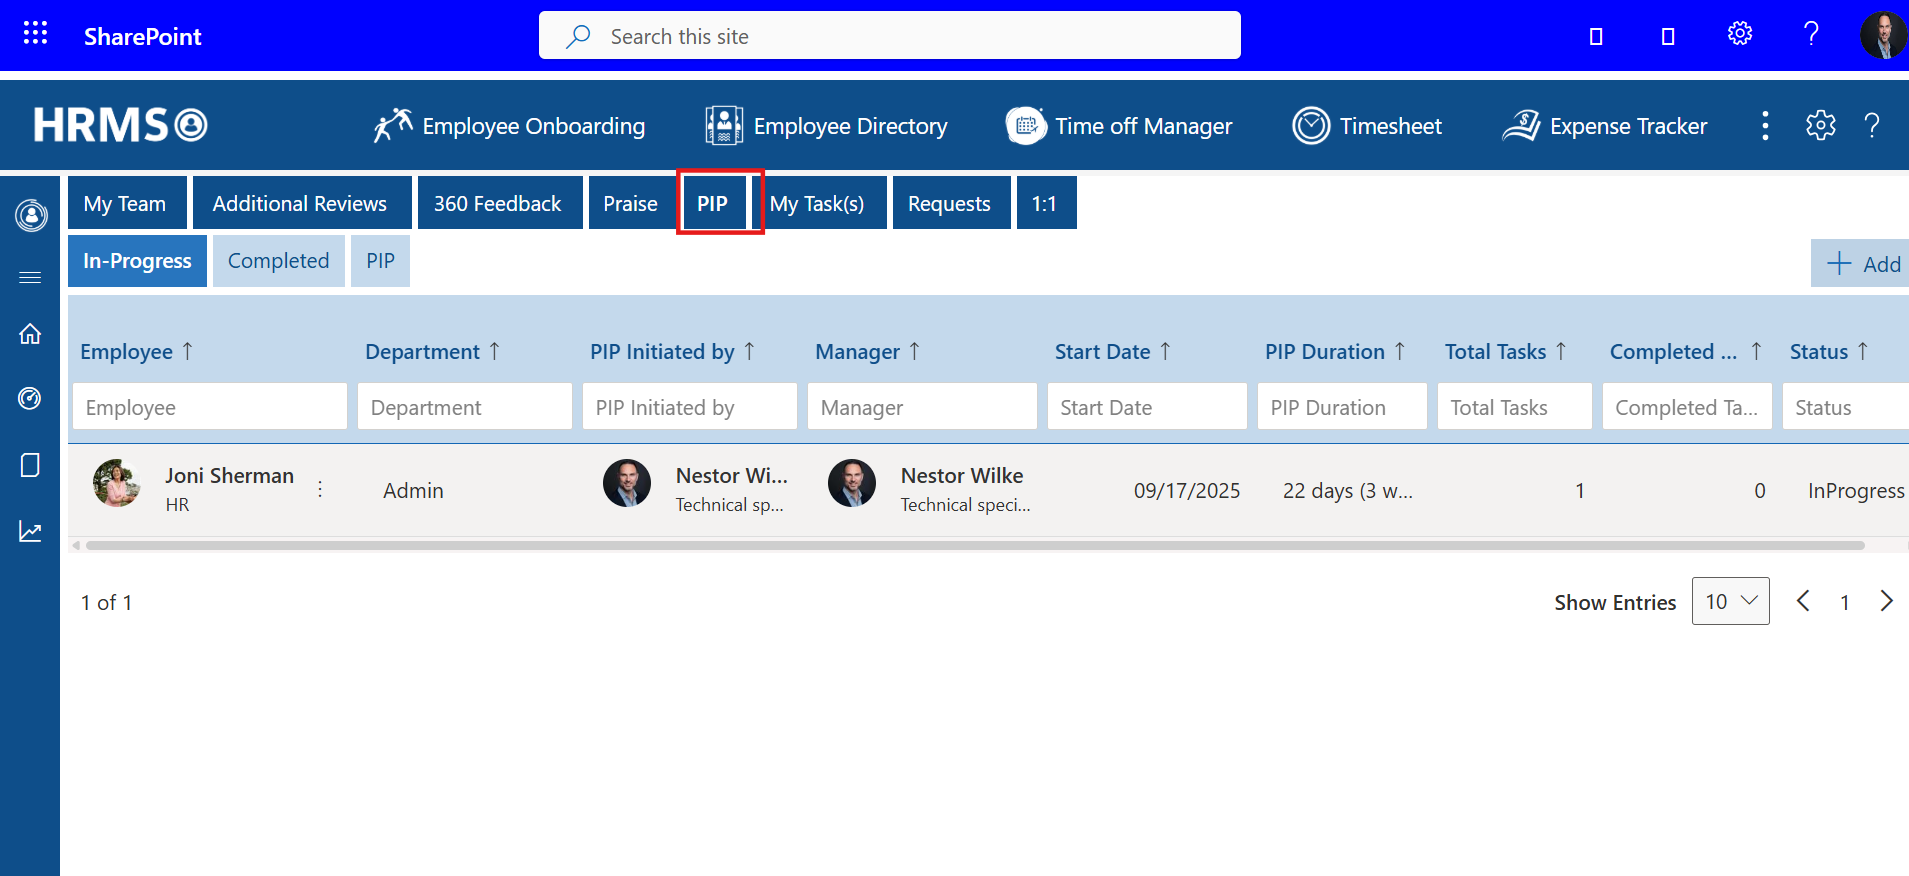 SharePoint
Search this site
HRMS
Employee Onboarding
Employee Directory
Time off Manager
Timesheet
Expense Tracker
My Team
Additional Reviews
360 Feedback
Praise
PIP
My Task(s)
Requests
1:1
In-Progress
Completed
PIP
Add
Employee
Department
PIP Initiated by
Manager
Start Date
PIP Duration
Total Tasks
Completed ...
Status
Employee
Department
PIP Initiated by
Manager
Start Date
PIP Duration
Total Tasks
Completed Ta...
Status
Joni Sherman
HR
Admin
Nestor Wi...
Technical sp...
Nestor Wilke
Technical speci...
09/17/2025
22 days (3 w...
1
0
InProgress
1 of 1
Show Entries
10
1